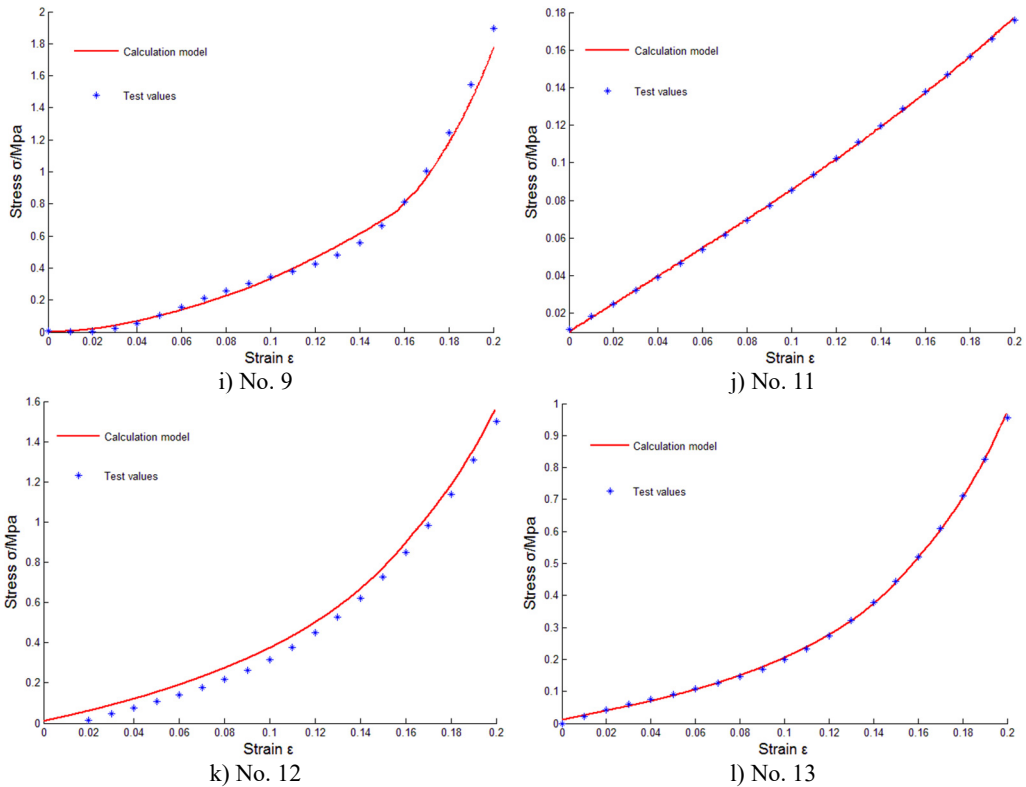 2
1.8
1.6
1.4
1.2
1
0.8
0.6
0.4
0.2
0
Stress σ/Mpa
Calculation model
Test values
0 0.02 0.04 0.06 0.08 0.1 0.12 0.14 0.16 0.18 0.2
Strain ε
i) No. 9
0.18
0.16
0.14
0.12
0.1
0.08
0.06
0.04
0.02
Stress σ/Mpa
Calculation model
Test values
0 0.02 0.04 0.06 0.08 0.1 0.12 0.14 0.16 0.18 0.2
Strain ε
j) No. 11
1.6
1.4
1.2
1
0.8
0.6
0.4
0.2
0
Stress σ/Mpa
Calculation model
Test values
0 0.02 0.04 0.06 0.08 0.1 0.12 0.14 0.16 0.18 0.2
Strain ε
k) No. 12
1
0.9
0.8
0.7
0.6
0.5
0.4
0.3
0.2
0.1
0
Stress σ/Mpa
Calculation model
Test values
0 0.02 0.04 0.06 0.08 0.1 0.12 0.14 0.16 0.18 0.2
Strain ε
l) No. 13